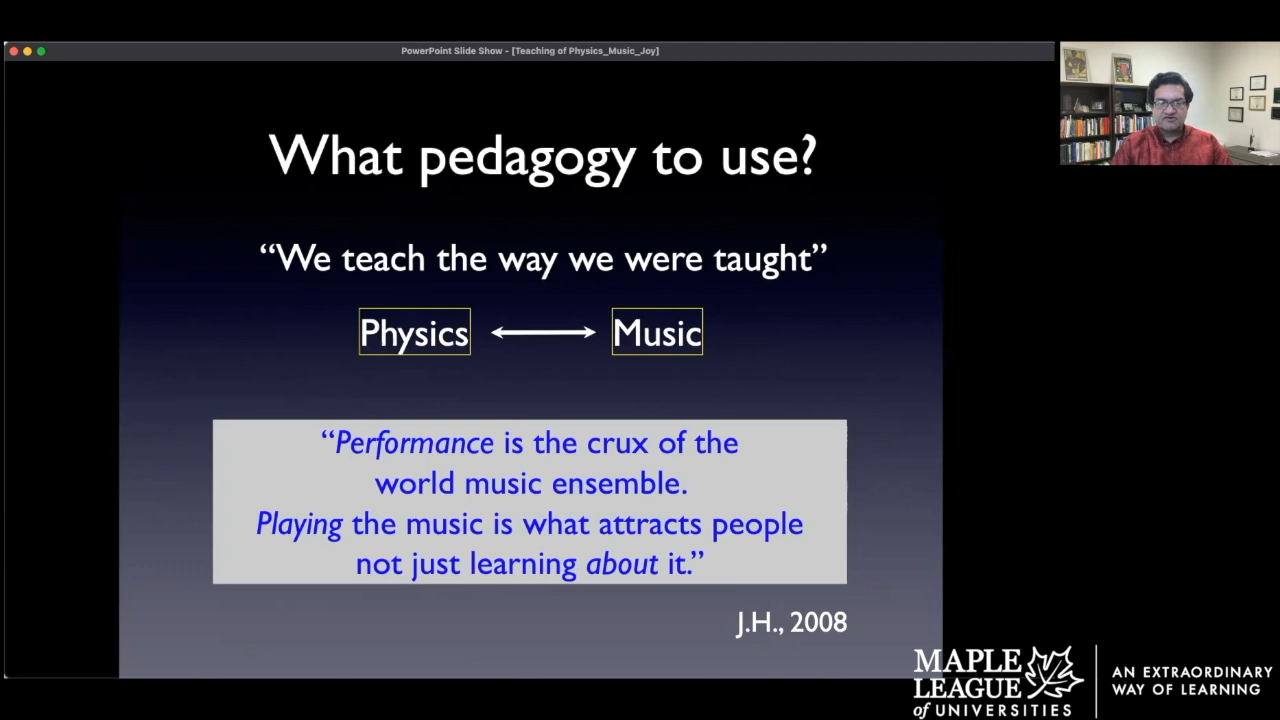 PowerPoint Slide Show - [Teaching of Physics_Music_Joy]
What pedagogy to use?
“We teach the way we were taught”
Physics Music
“Performance is the crux of the
world music ensemble.
Playing the music is what attracts people
not just learning about it.”
J.H., 2008
MAPLE
LEAGUE
of UNIVERSITIES
AN EXTRAORDINARY
WAY OF LEARNING